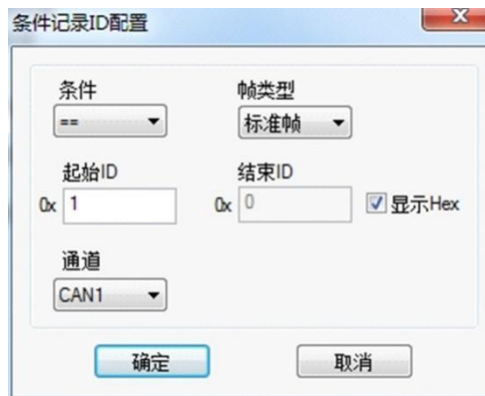 条件记录ID配置
条件 帧类型
== 标准帧
起始ID 结束ID
0x 1 0x 0 显示Hex
通道
CAN1
确定 取消